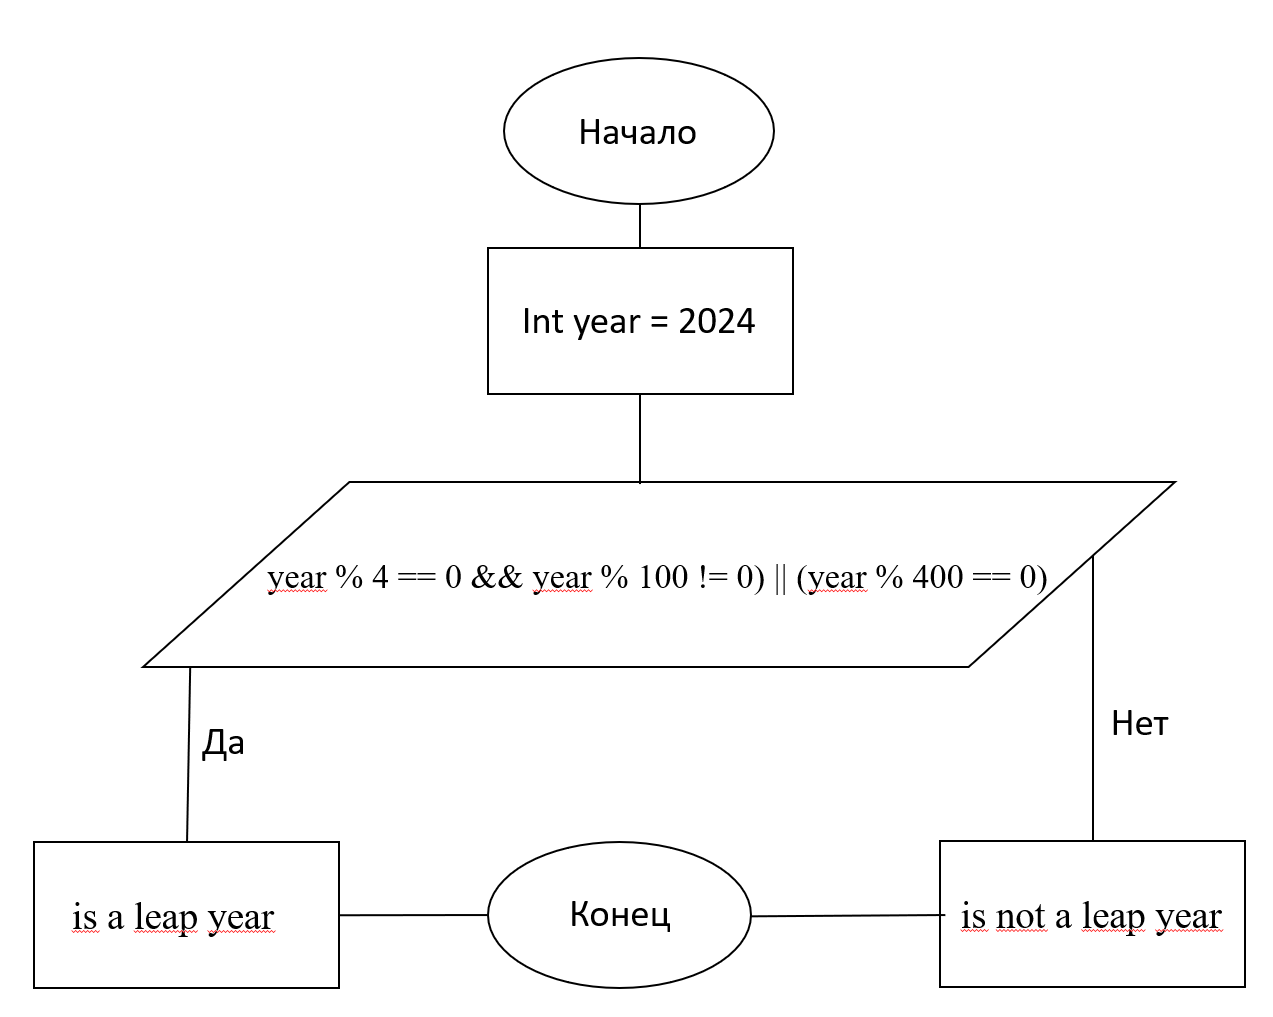 Начало
Int year = 2024
year % 4 == 0 && year % 100 != 0) || (year % 400 == 0)
Да
Нет
is a leap year
Конец
is not a leap year